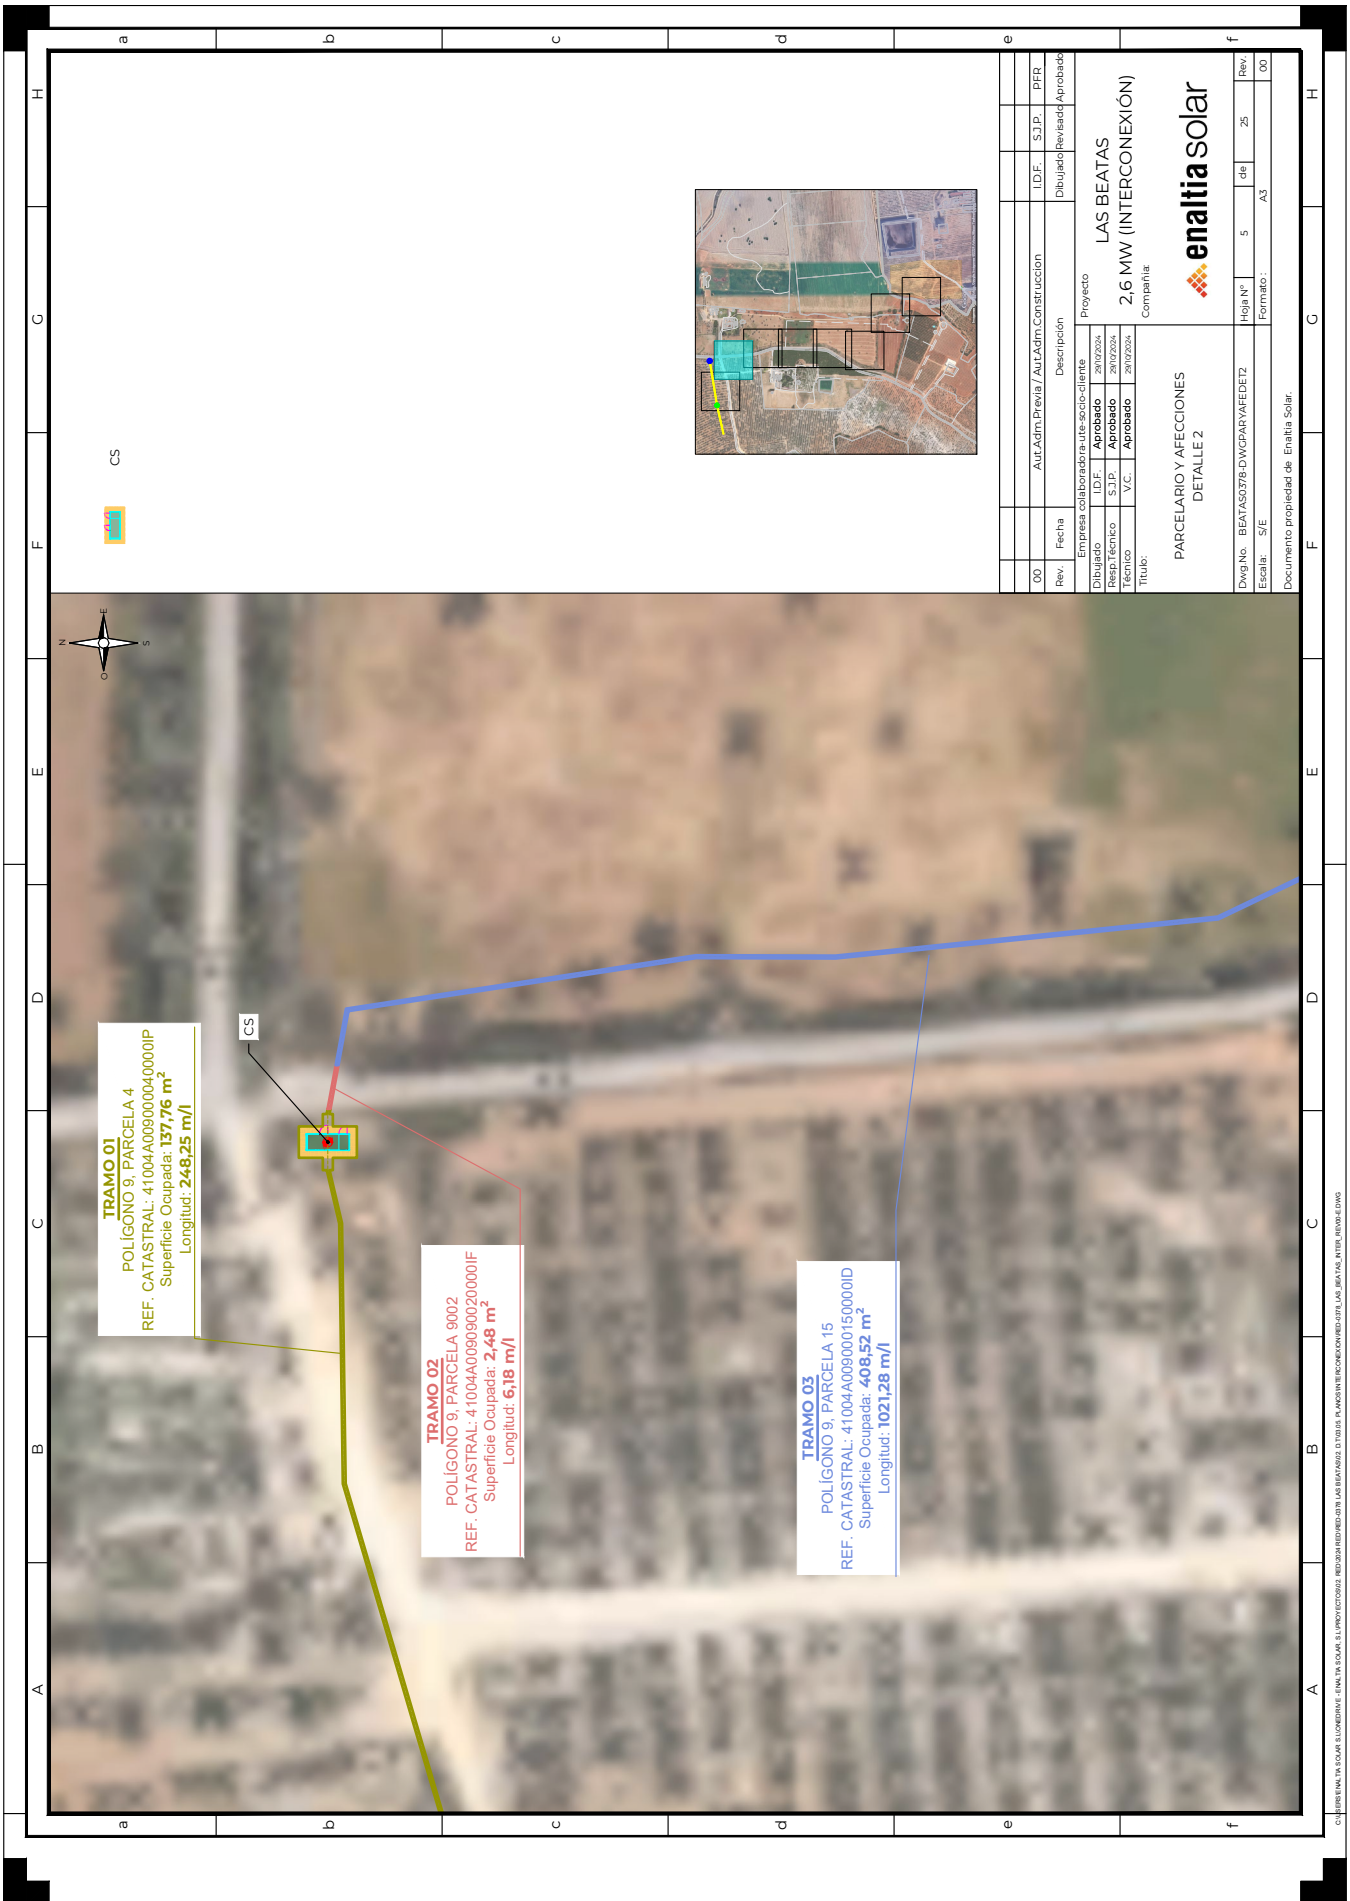 H
G
F
E
D
C
B
A
a
b
c
d
e
f
N
E
S
O
CS
CS
TRAMO 01
POLÍGONO 9, PARCELA 4
REF. CATASTRAL: 41004A009000040000IP
Superficie Ocupada: 137,76 m²
Longitud: 248,25 m/l
TRAMO 02
POLÍGONO 9, PARCELA 9002
REF. CATASTRAL: 41004A009090020000IF
Superficie Ocupada: 2,48 m²
Longitud: 6,18 m/l
TRAMO 03
POLÍGONO 9, PARCELA 15
REF. CATASTRAL: 41004A009000150000ID
Superficie Ocupada: 408,52 m²
Longitud: 1021,28 m/l
00 Aut.Adm.Previa / Aut.Adm.Construccion I.D.F. S.J.P. PFR
Rev. Fecha Descripción Dibujado Revisado Aprobado
Empresa colaboradora-ute-socio-cliente
Dibujado I.D.F. Aprobado 29/10/2024
Resp.Técnico S.J.P. Aprobado 29/10/2024
Técnico V.C. Aprobado 29/10/2024
Proyecto
LAS BEATAS
2,6 MW (INTERCONEXIÓN)
Compañia:
enaltia solar
Titulo:
PARCELARIO Y AFECCIONES
DETALLE 2
Dwg.No. BEATAS0378-DWGPARYAFEDET2 Hoja Nº 5 de 25 Rev.
Escala: S/E Formato : A3 00
Documento propiedad de Enaltia Solar.
a
b
c
d
e
f
H
G
F
E
D
C
B
A